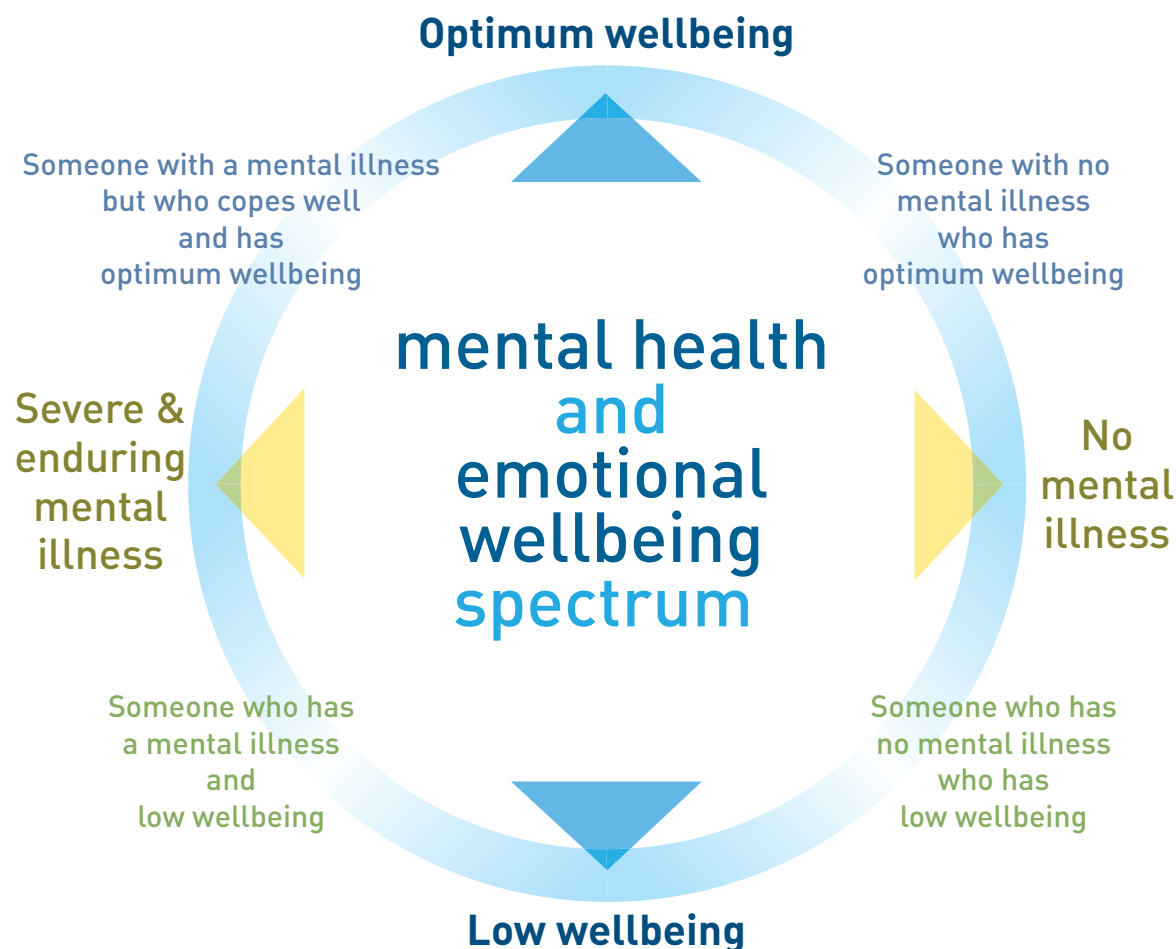 Optimum wellbeing
Someone with a mental illness
but who copes well
and has
optimum wellbeing
Someone with no
mental illness
who has
optimum wellbeing
Severe &
enduring
mental
illness
mental health
and
emotional
wellbeing
spectrum
No
mental
illness
Someone who has
a mental illness
and
low wellbeing
Someone who has
no mental illness
who has
low wellbeing
Low wellbeing